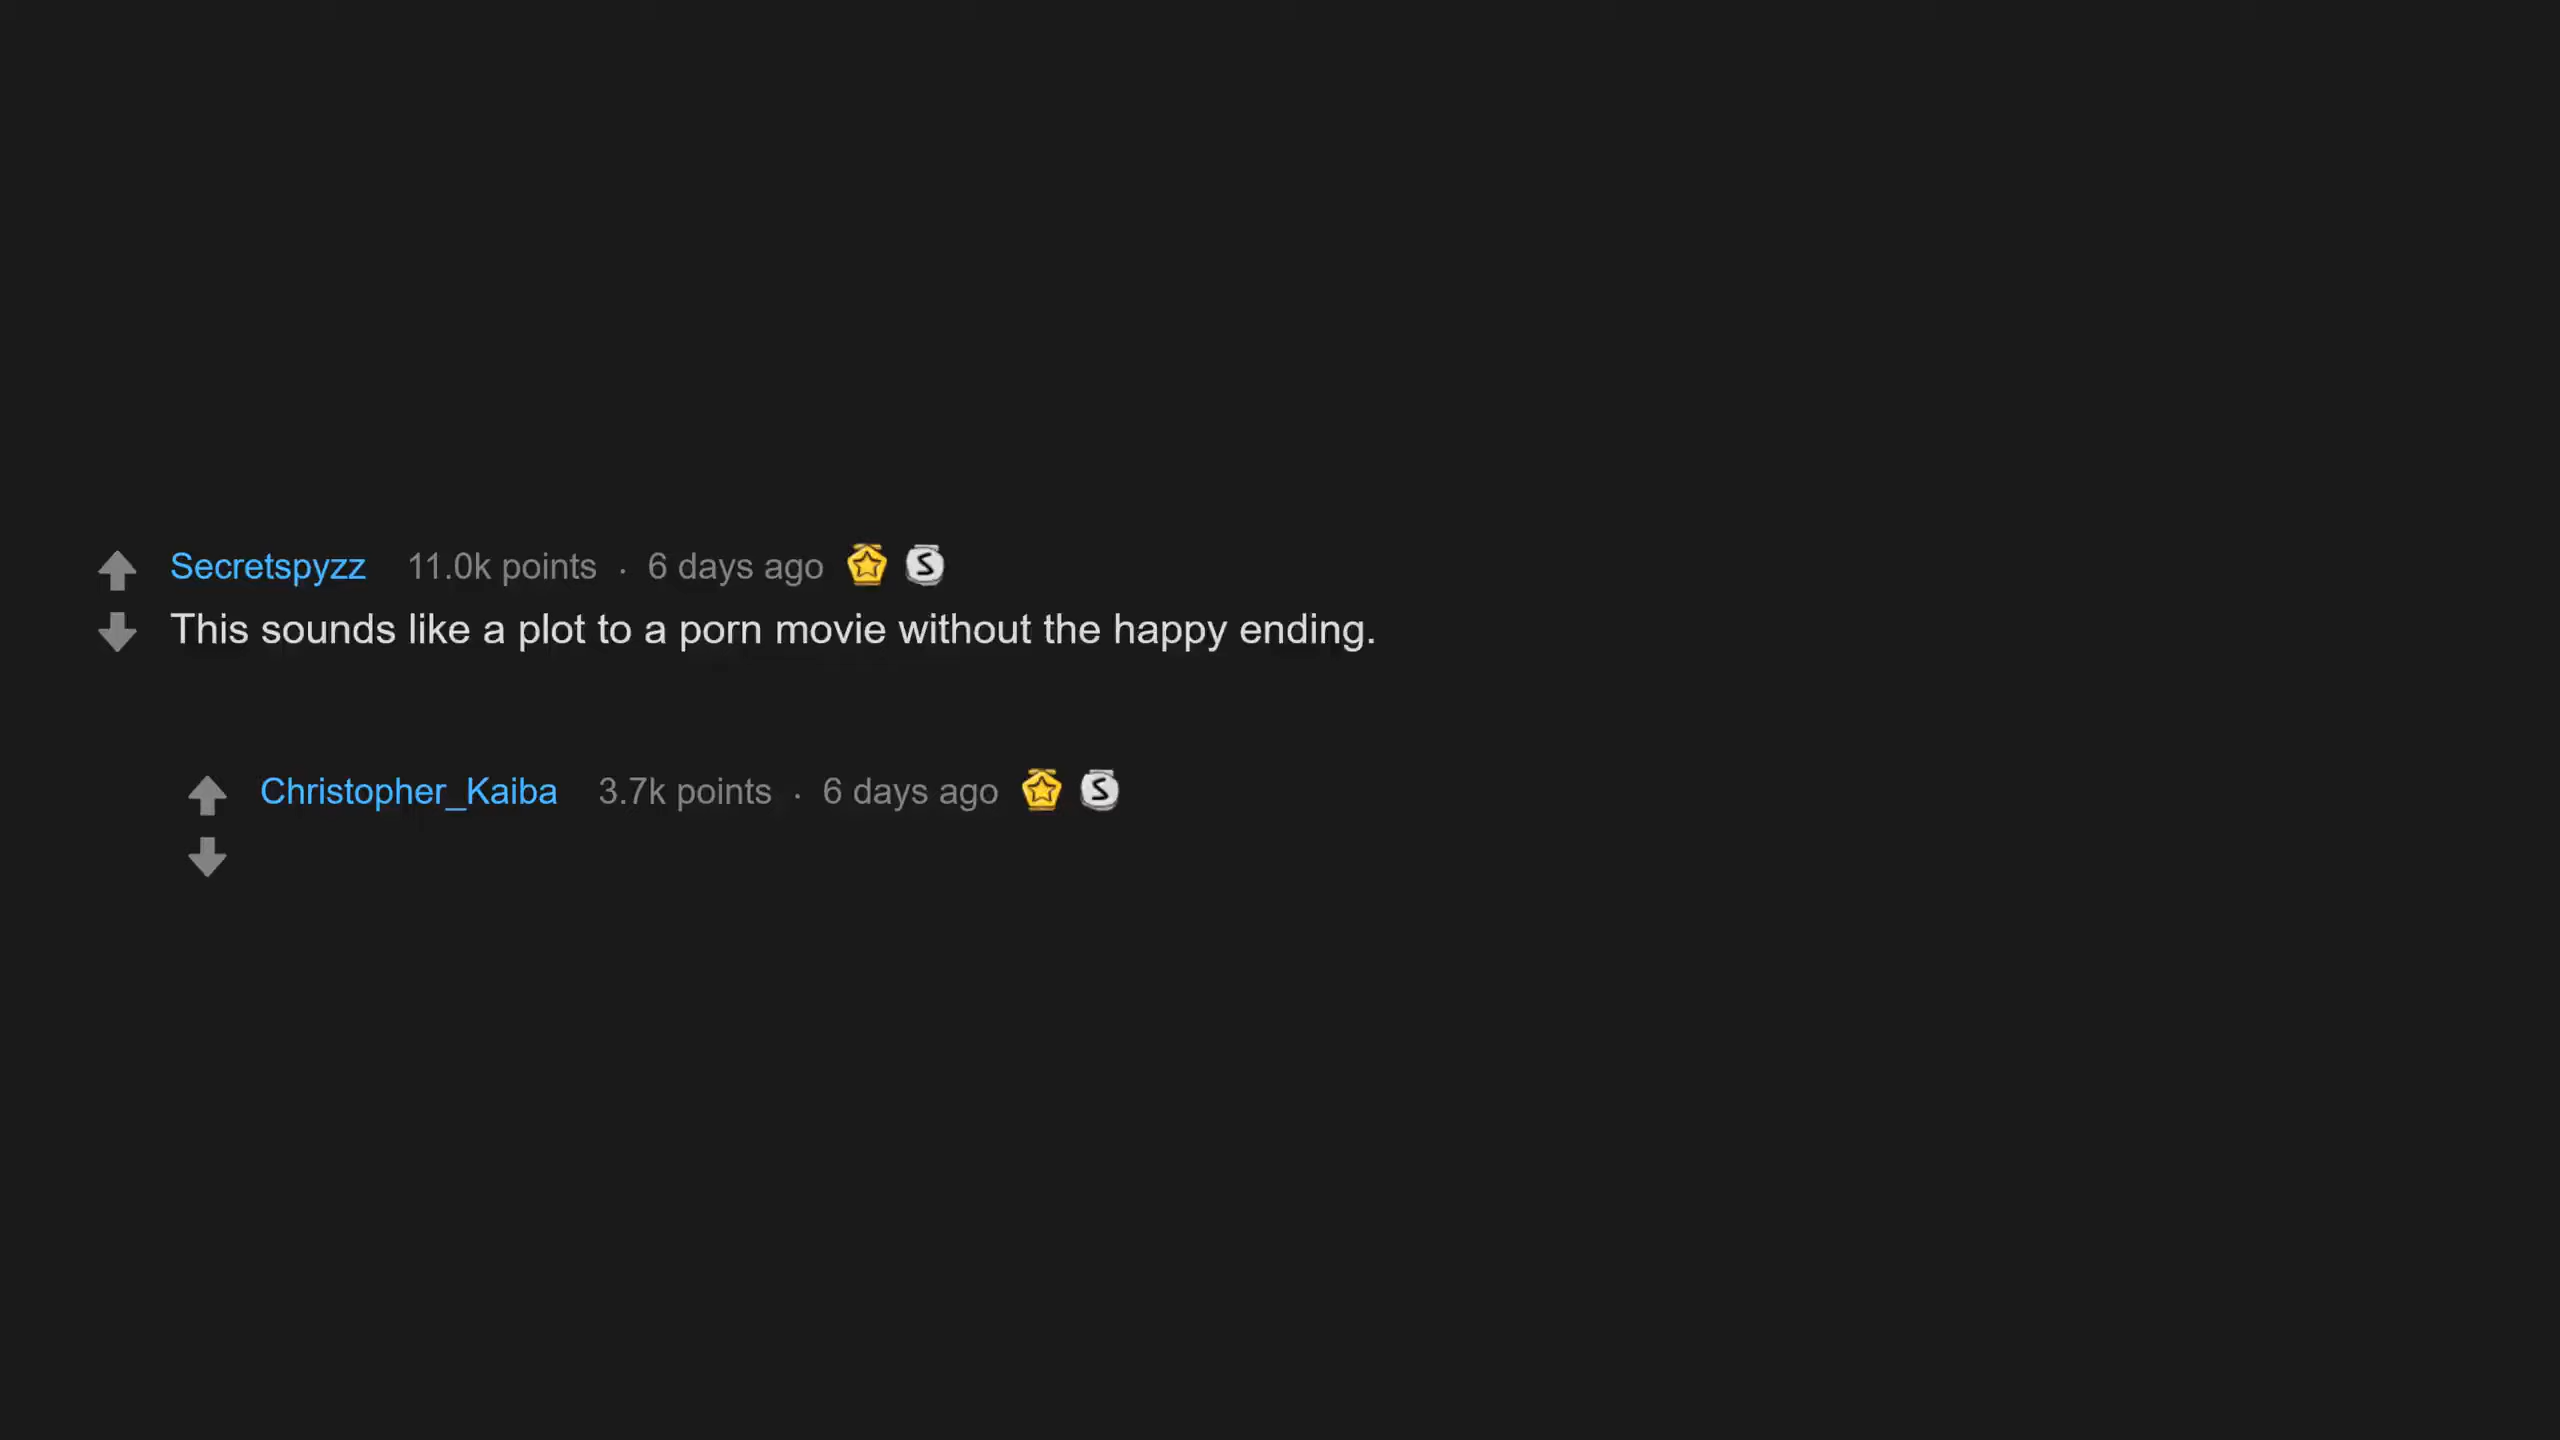 Secretspyzz 11.0k points · 6 days ago S
This sounds like a plot to a porn movie without the happy ending.
Christopher_Kaiba 3.7k points · 6 days ago S